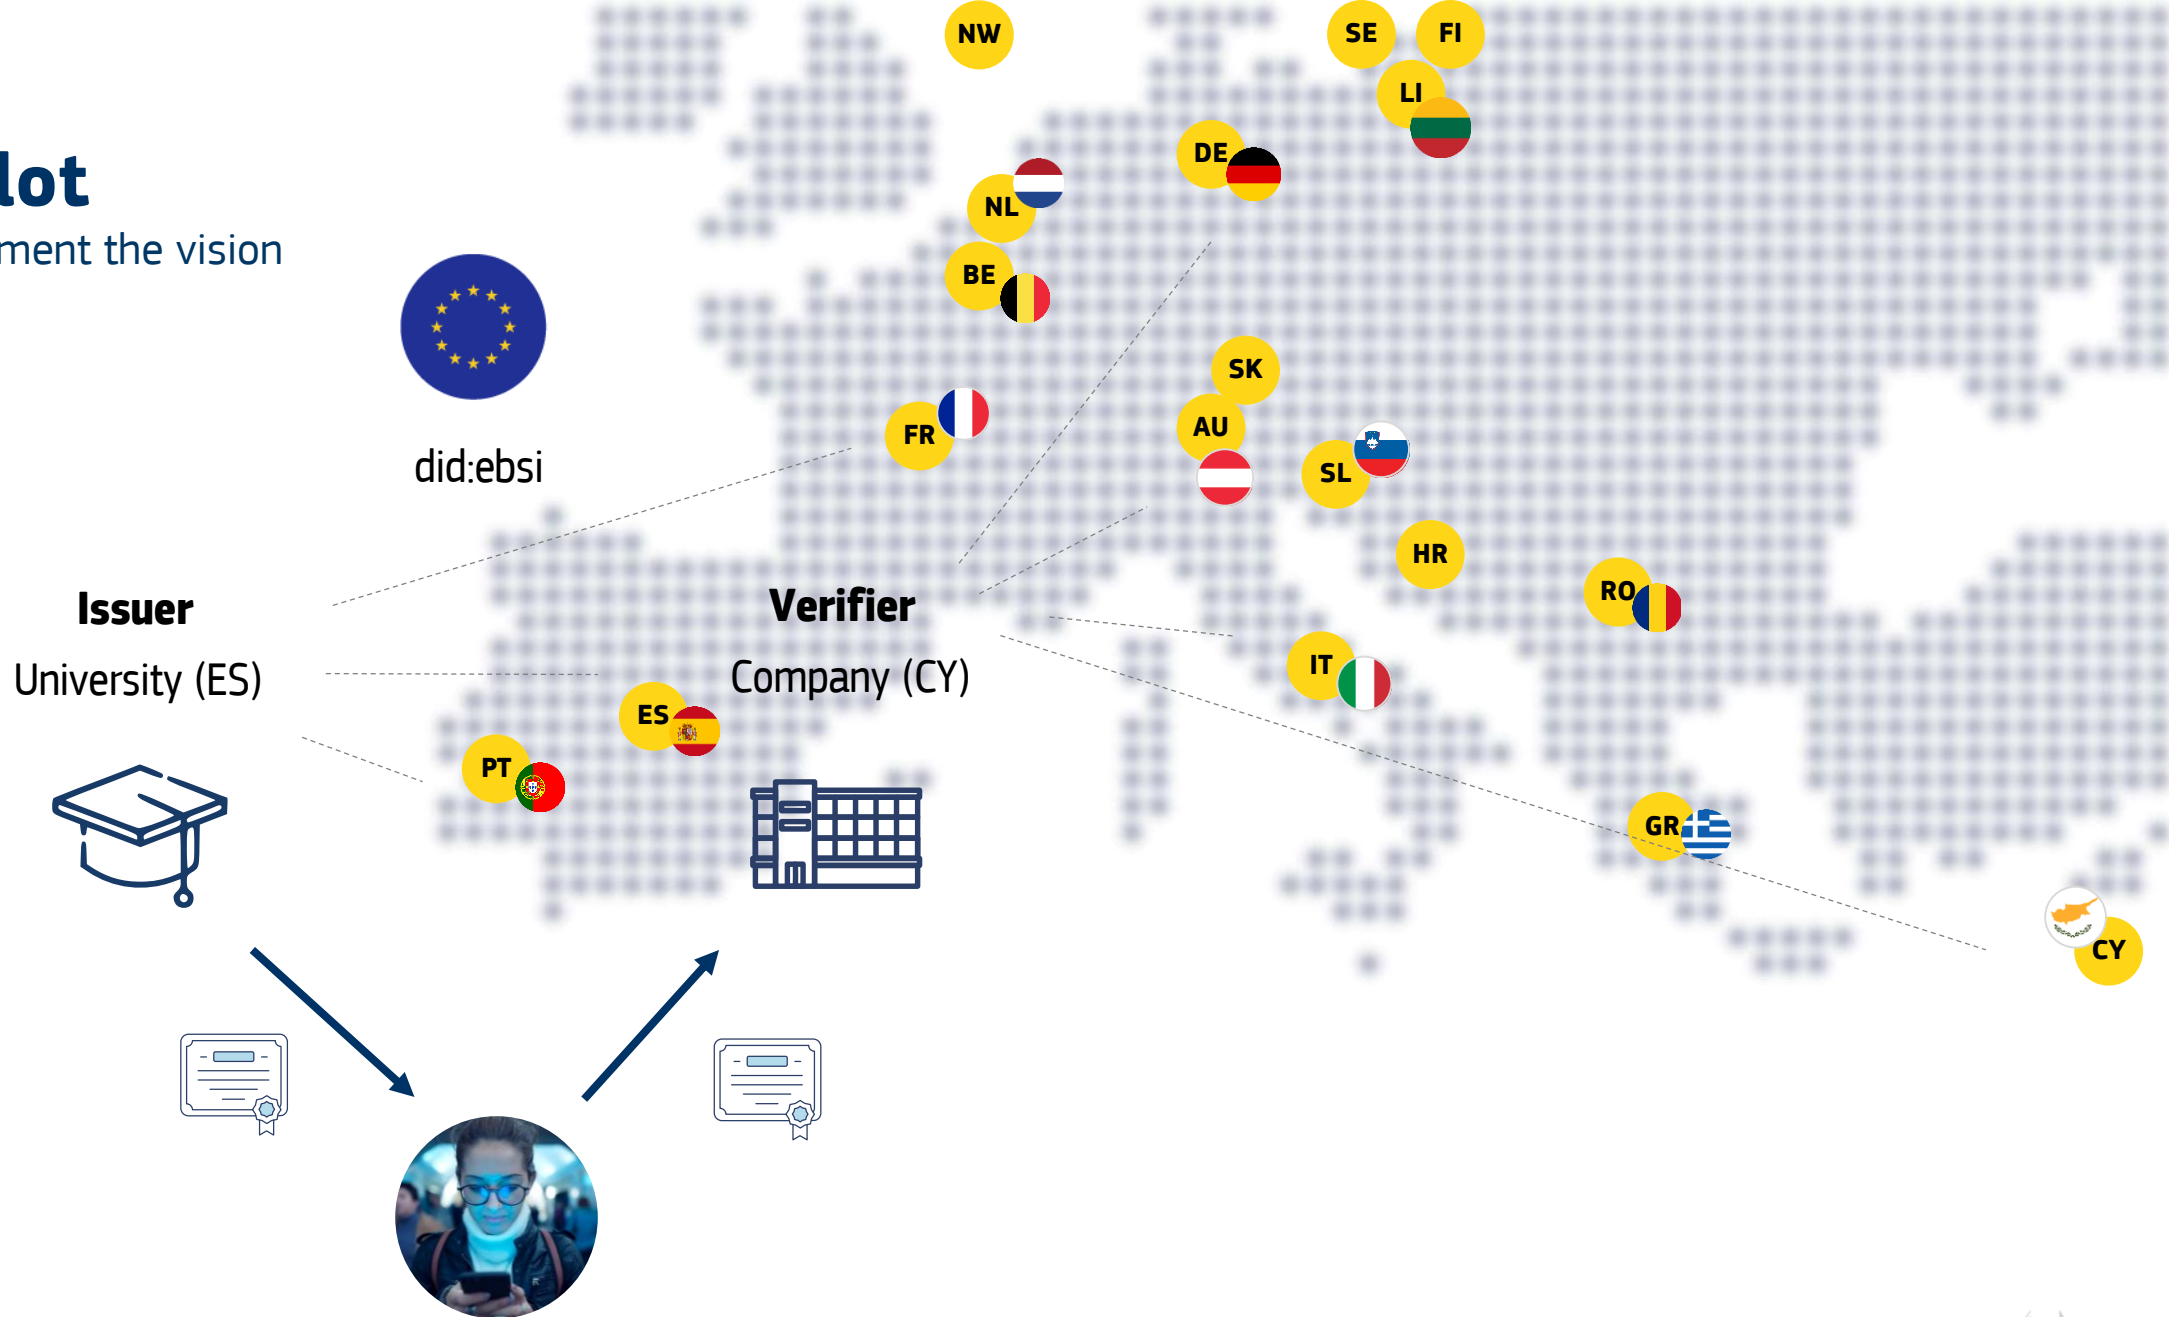 lot
ment the vision
did:ebsi
Issuer
University (ES)
Verifier
Company (CY)
NW
SE
FI
LI
DE
NL
BE
SK
FR
AU
SL
HR
RO
IT
ES
PT
GR
CY